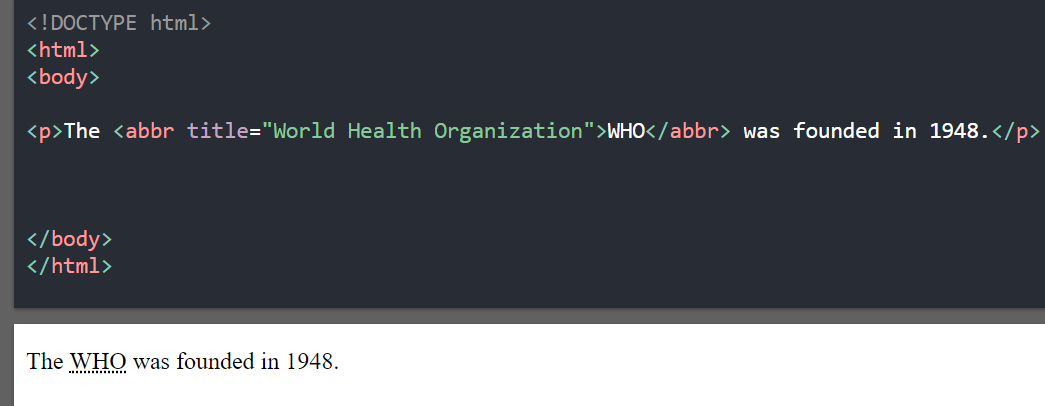 <!DOCTYPE html>
<html>
<body>
<p>The <abbr title="World Health Organization">WHO</abbr> was founded in 1948.</p>
</body>
</html>
The WHO was founded in 1948.